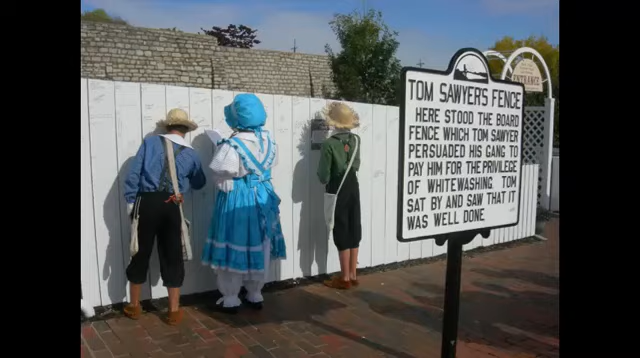 TOM SAWYER'S FENCE
HERE STOOD THE BOARD
FENCE WHICH TOM SAWYER
PERSUADED HIS GANG TO
PAY HIM FOR THE PRIVILEGE
OF WHITEWASHING. TOM
SAT BY AND SAW THAT IT
WAS WELL DONE.
ENTRANCE